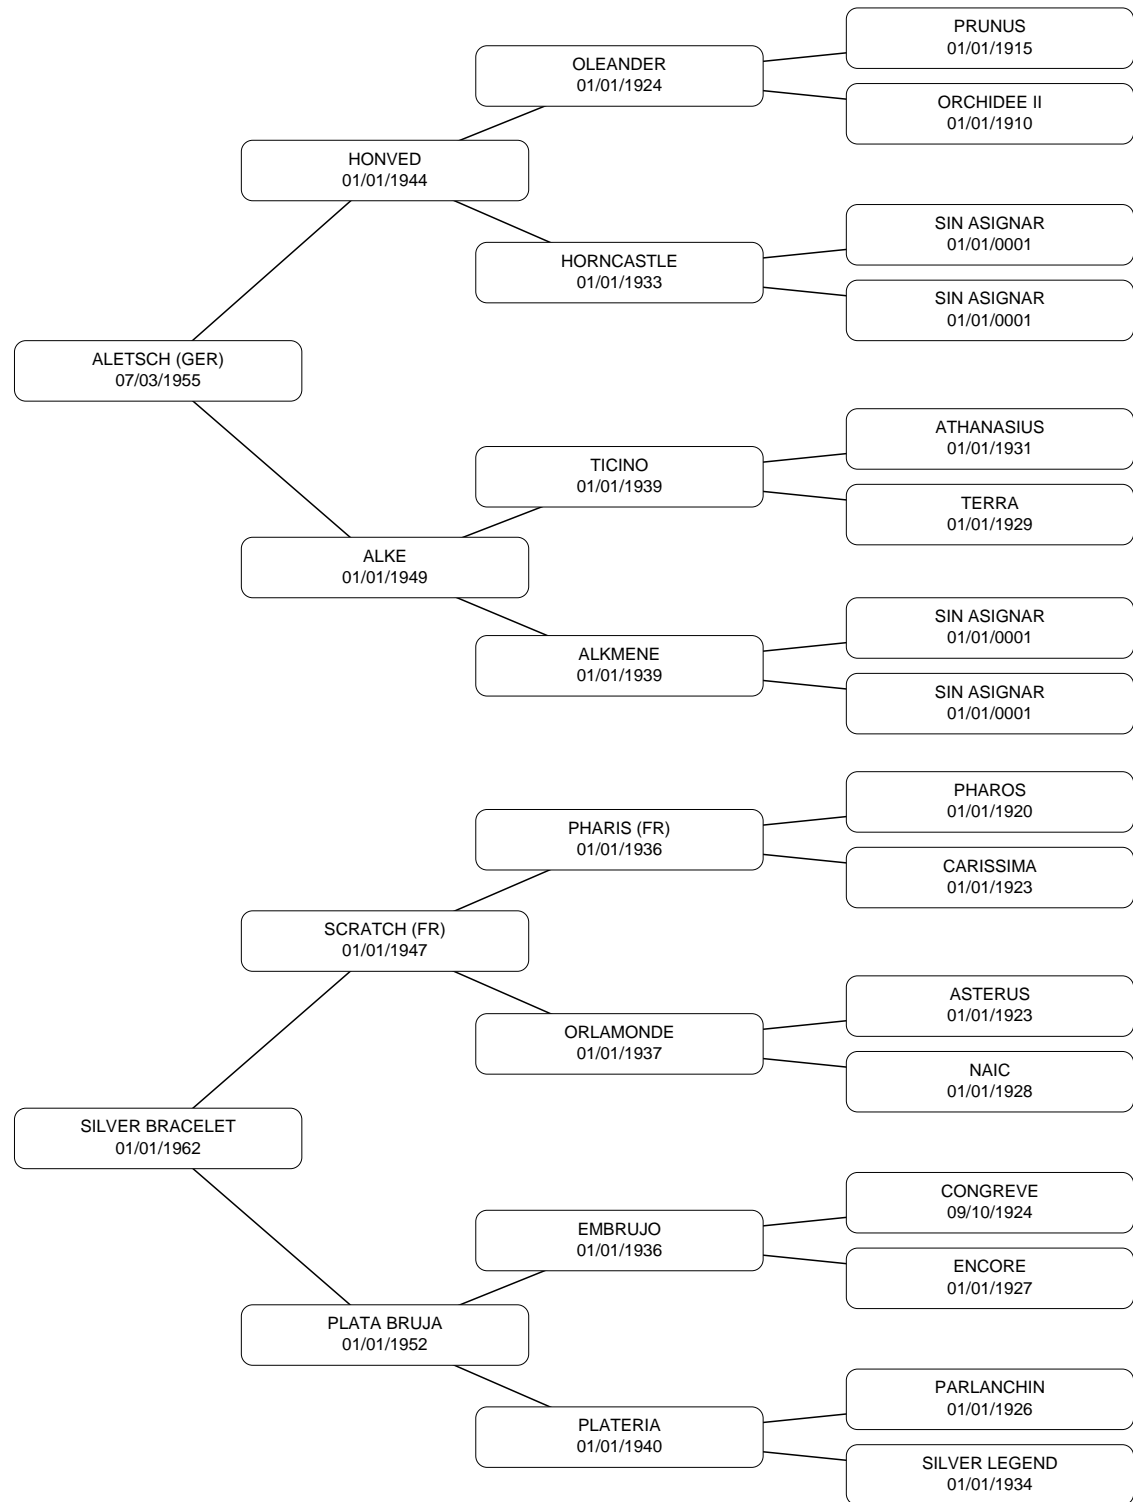 PRUNUS
01/01/1915
OLEANDER
01/01/1924
ORCHIDEE II
01/01/1910
HONVED
01/01/1944
SIN ASIGNAR
01/01/0001
HORNCASTLE
01/01/1933
SIN ASIGNAR
01/01/0001
ALETSCH (GER)
07/03/1955
ATHANASIUS
01/01/1931
TICINO
01/01/1939
TERRA
01/01/1929
ALKE
01/01/1949
SIN ASIGNAR
01/01/0001
ALKMENE
01/01/1939
SIN ASIGNAR
01/01/0001
PHAROS
01/01/1920
PHARIS (FR)
01/01/1936
CARISSIMA
01/01/1923
SCRATCH (FR)
01/01/1947
ASTERUS
01/01/1923
ORLAMONDE
01/01/1937
NAIC
01/01/1928
SILVER BRACELET
01/01/1962
CONGREVE
09/10/1924
EMBRUJO
01/01/1936
ENCORE
01/01/1927
PLATA BRUJA
01/01/1952
PARLANCHIN
01/01/1926
PLATERIA
01/01/1940
SILVER LEGEND
01/01/1934